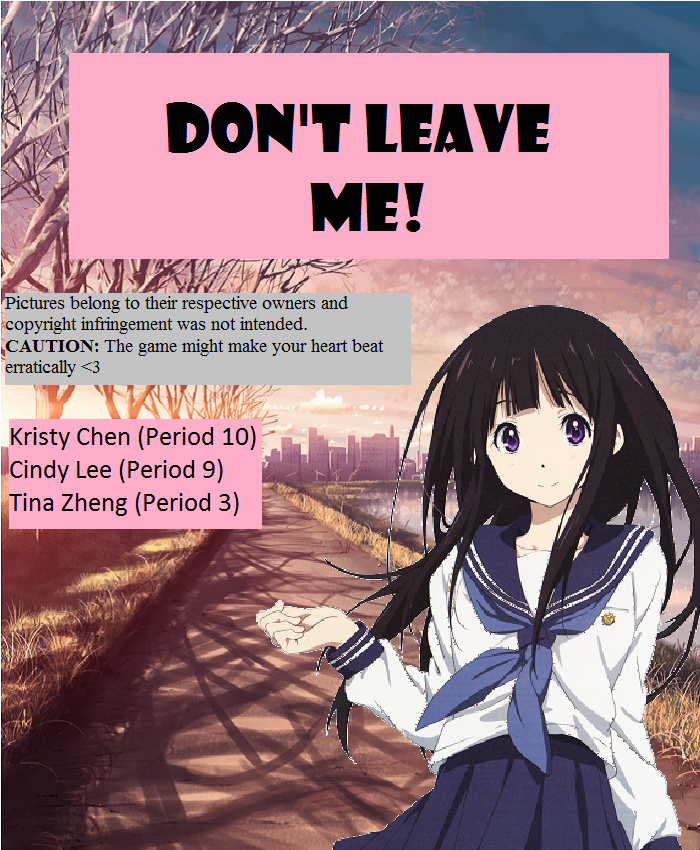 DON'T LEAVE
ME!
Pictures belong to their respective owners and
copyright infringement was not intended.
CAUTION: The game might make your heart beat
erratically <3
Kristy Chen (Period 10)
Cindy Lee (Period 9)
Tina Zheng (Period 3)